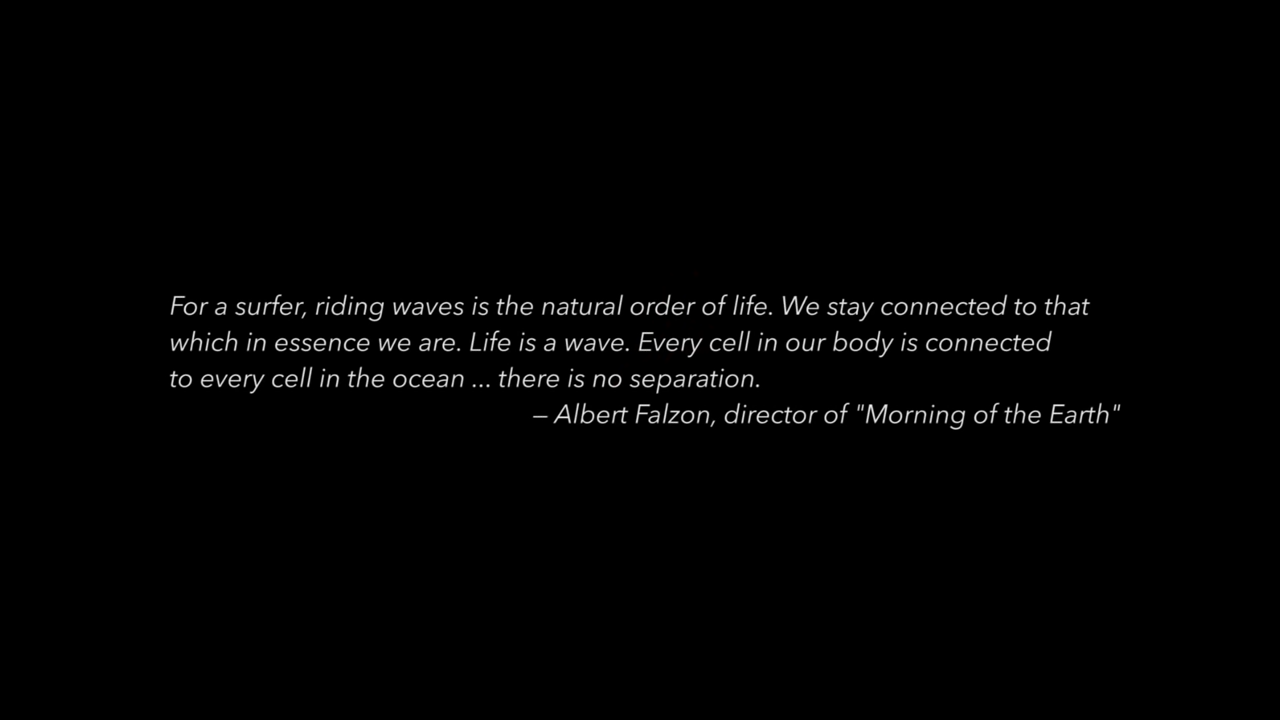 For a surfer, riding waves is the natural order of life. We stay connected to that
which in essence we are. Life is a wave. Every cell in our body is connected
to every cell in the ocean ... there is no separation.
– Albert Falzon, director of "Morning of the Earth"